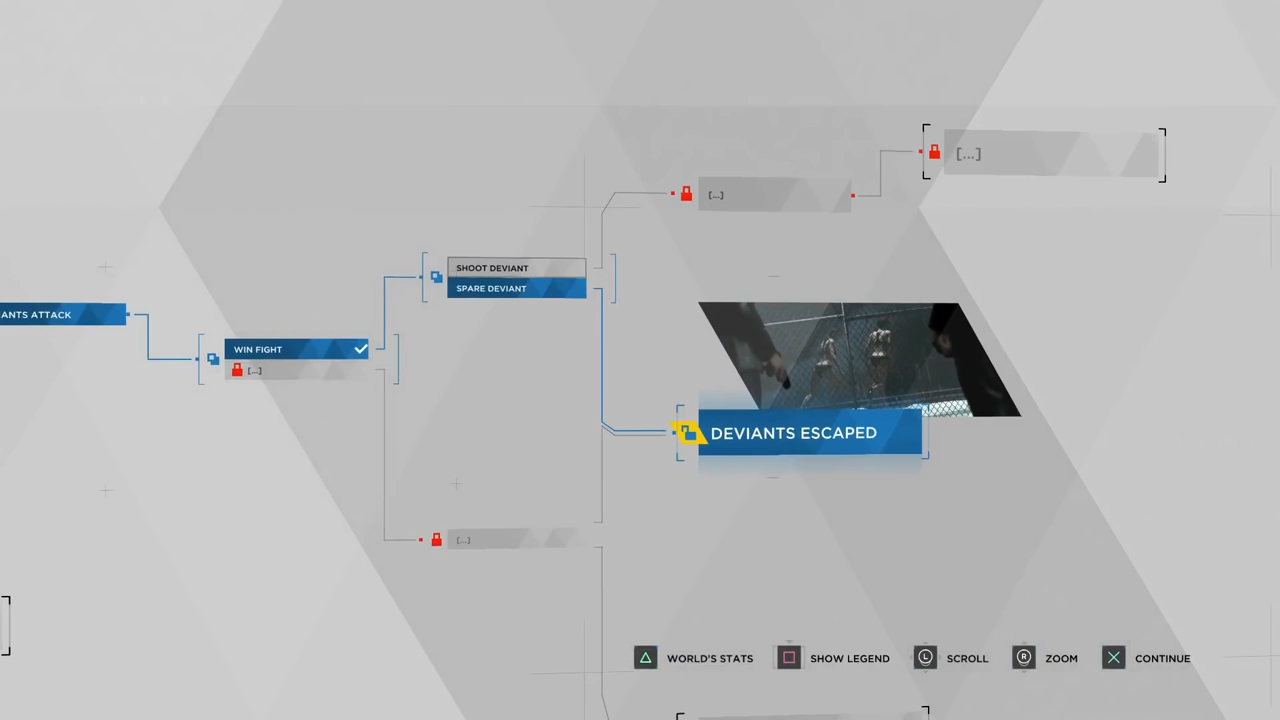 [...]
[...]
SHOOT DEVIANT
SPARE DEVIANT
ANTS ATTACK
WIN FIGHT
[...]
DEVIANTS ESCAPED
[...]
WORLD'S STATS
SHOW LEGEND
L
SCROLL
R
ZOOM
CONTINUE